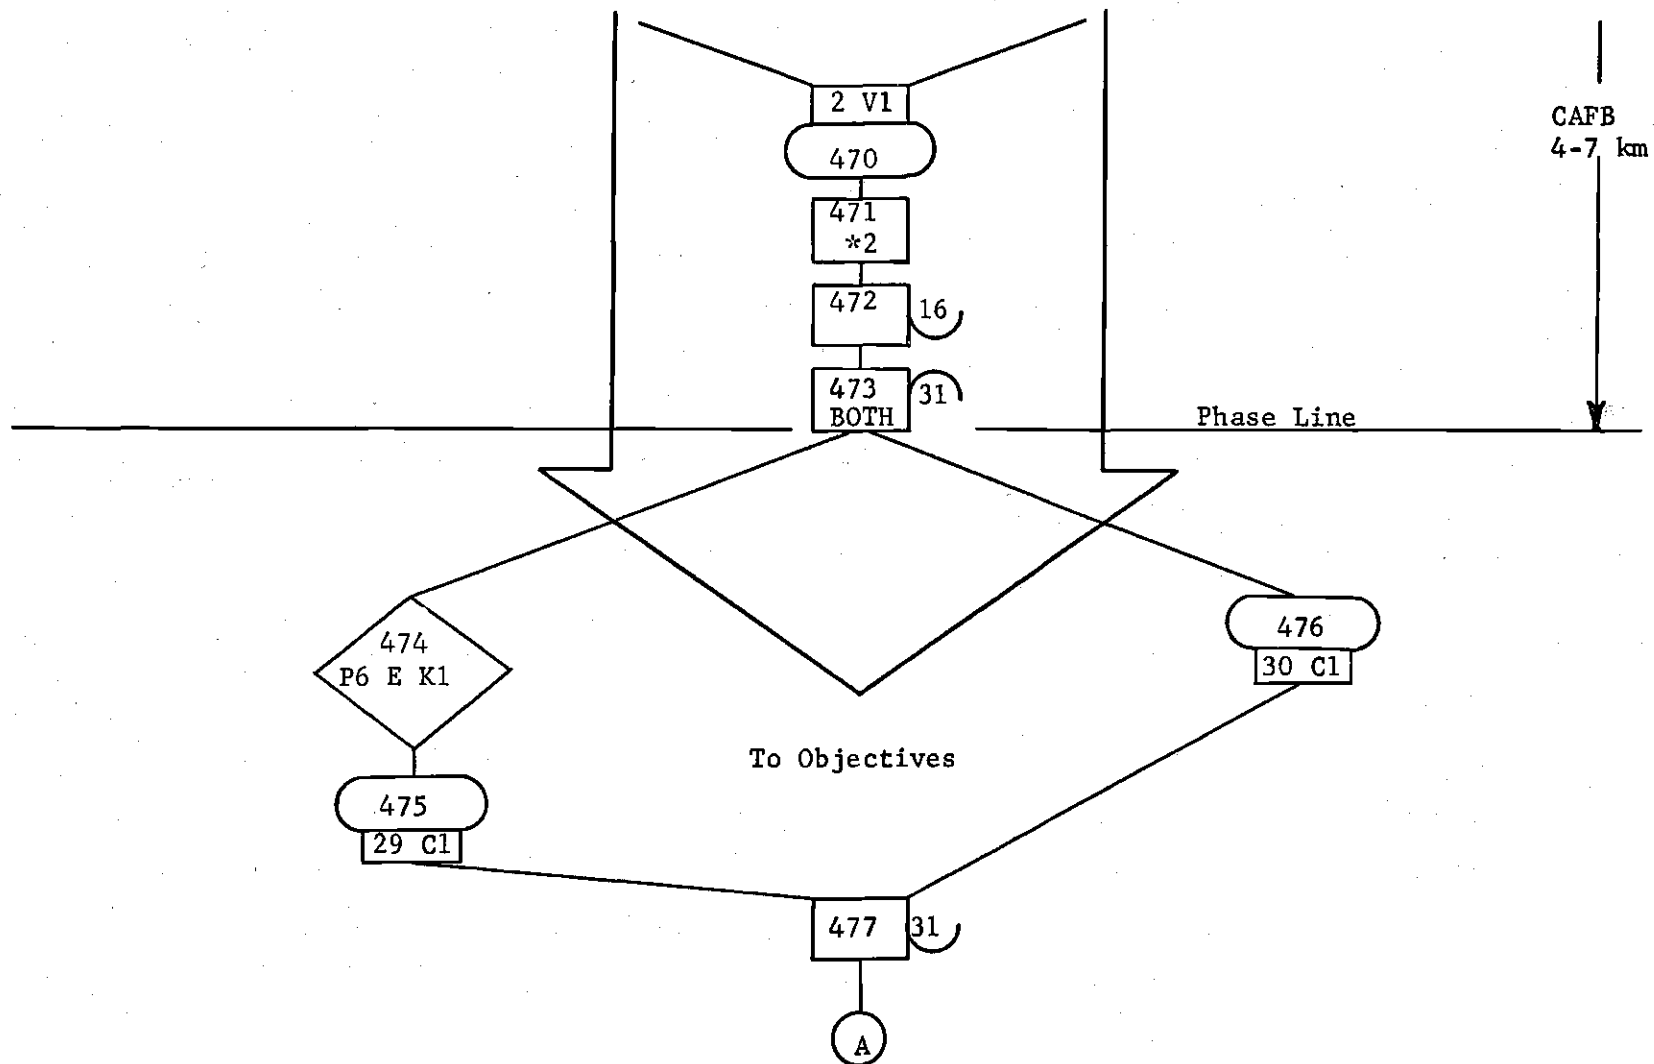 2 V1
CAFB
4-7 km
470
471
*2
472
16
473
31
BOTH
Phase Line
474
P6 E K1
476
30 C1
To Objectives
475
29 C1
477
31
A